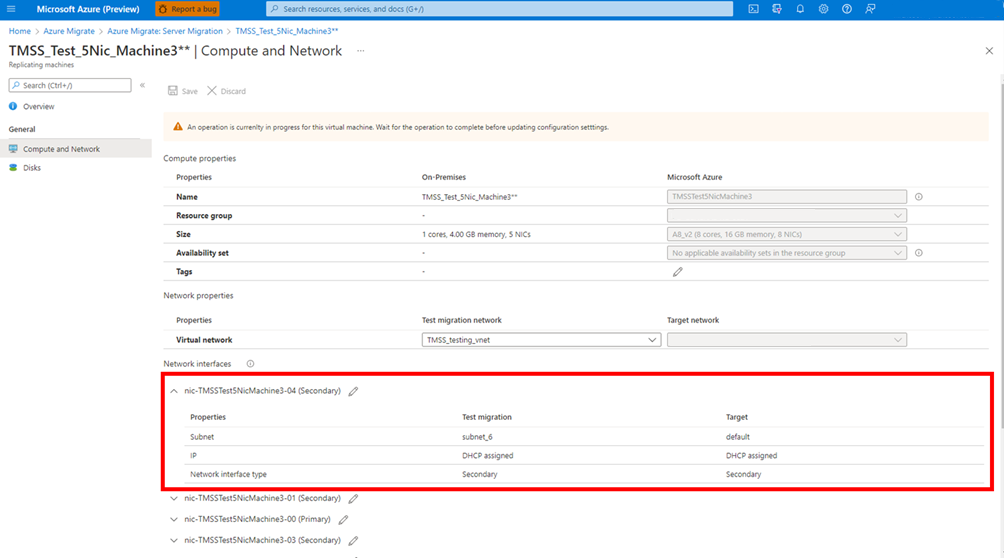 Microsoft Azure (Preview) Report a bug Search resources, services, and docs (G+/)
Home > Azure Migrate > Azure Migrate: Server Migration > TMSS_Test_5Nic_Machine3**
TMSS_Test_5Nic_Machine3** | Compute and Network ...
Replicating machines
Search (Ctrl+/) «
Save Discard
Overview
An operation is currenlty in progress for this virtual machine. Wait for the operation to complete before updating configuration setttings.
General
Compute and Network
Disks
Compute properties
Properties On-Premises Microsoft Azure
Name TMSS_Test_5Nic_Machine3** TMSSTest5NicMachine3
Resource group -
Size 1 cores, 4.00 GB memory, 5 NICs A8_v2 (8 cores, 16 GB memory, 8 NICs)
Availability set - No applicable availability sets in the resource group
Tags -
Network properties
Properties Test migration network Target network
Virtual network TMSS_testing_vnet
Network interfaces
nic-TMSSTest5NicMachine3-04 (Secondary)
Properties Test migration Target
Subnet subnet_6 default
IP DHCP assigned DHCP assigned
Network interface type Secondary Secondary
nic-TMSSTest5NicMachine3-01 (Secondary)
nic-TMSSTest5NicMachine3-00 (Primary)
nic-TMSSTest5NicMachine3-03 (Secondary)